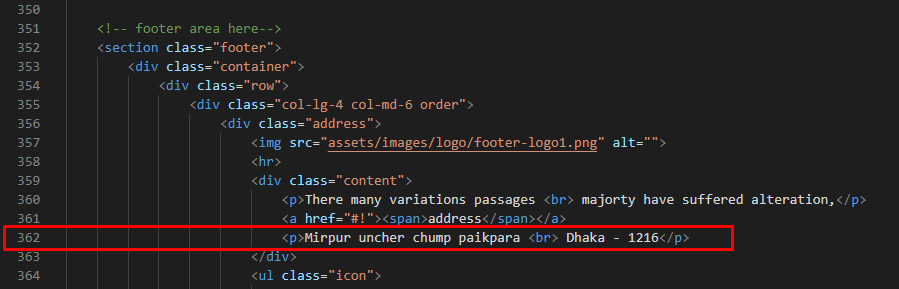 350
351 <!-- footer area here-->
352 <section class="footer">
353 <div class="container">
354 <div class="row">
355 <div class="col-lg-4 col-md-6 order">
356 <div class="address">
357 <img src="assets/images/logo/footer-logo1.png" alt="">
358 <hr>
359 <div class="content">
360 <p>There many variations passages <br> majorty have suffered alteration,</p>
361 <a href="#!"><span>address</span></a>
362 <p>Mirpur uncher chump paikpara <br> Dhaka - 1216</p>
363 </div>
364 <ul class="icon">